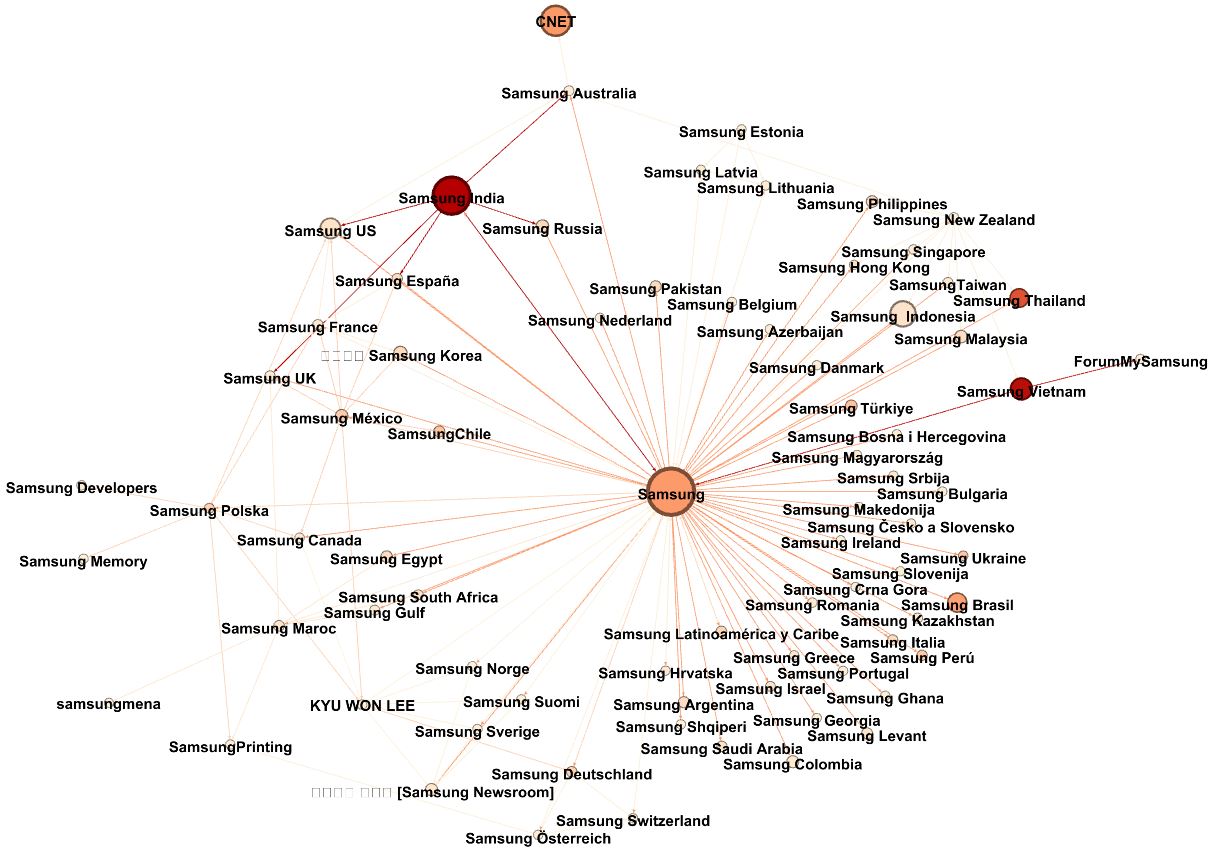 CNET
Samsung Australia
Samsung Estonia
Samsung Latvia
Samsung Lithuania
Samsung India
Samsung Philippines
Samsung New Zealand
Samsung US
Samsung Russia
Samsung Singapore
Samsung Hong Kong
Samsung España
Samsung Pakistan
SamsungTaiwan
Samsung Thailand
Samsung Belgium
Samsung Indonesia
Samsung Nederland
Samsung France
Samsung Azerbaijan
Samsung Malaysia
Samsung Korea
ForumMySamsung
Samsung Danmark
Samsung UK
Samsung Vietnam
Samsung Türkiye
Samsung México
SamsungChile
Samsung Bosna i Hercegovina
Samsung Magyarország
Samsung Srbija
Samsung Developers
Samsung
Samsung Bulgaria
Samsung Polska
Samsung Makedonija
Samsung Česko a Slovensko
Samsung Canada
Samsung Ireland
Samsung Memory
Samsung Egypt
Samsung Ukraine
Samsung Slovenija
Samsung Crna Gora
Samsung South Africa
Samsung Romania
Samsung Brasil
Samsung Gulf
Samsung Kazakhstan
Samsung Maroc
Samsung Latinoamérica y Caribe
Samsung Italia
Samsung Greece
Samsung Perú
Samsung Norge
Samsung Hrvatska
Samsung Portugal
Samsung Israel
Samsung Ghana
samsungmena
KYU WON LEE
Samsung Suomi
Samsung Argentina
Samsung Georgia
Samsung Shqiperi
Samsung Sverige
Samsung Levant
SamsungPrinting
Samsung Saudi Arabia
Samsung Colombia
Samsung Deutschland
[Samsung Newsroom]
Samsung Switzerland
Samsung Österreich